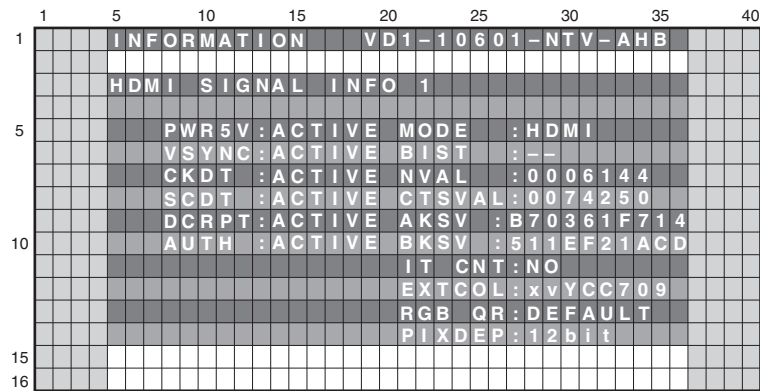 1 5 10 15 20 25 30 35 40
1 INFORMATION VD1-10601-NTV-AHB
HDMI SIGNAL INFO 1
5 PWR5V:ACTIVE MODE :HDMI
VSYNC:ACTIVE BIST :--
CKDT :ACTIVE NVAL :0006144
SCDT :ACTIVE CTSVAL:0074250
DCRPT:ACTIVE AKSV :B70361F714
10 AUTH :ACTIVE BKSV :511EF21ACD
IT CNT:NO
EXTCOL:xvYCC709
RGB QR:DEFAULT
PIXDEP:12bit
15
16